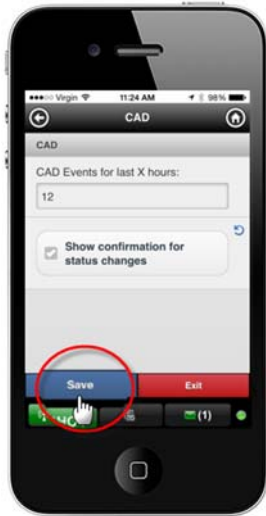 Virgin 11:24 AM 98%
CAD
CAD
CAD Events for last X hours:
12
Show confirmation for
status changes
Save Exit
(1)